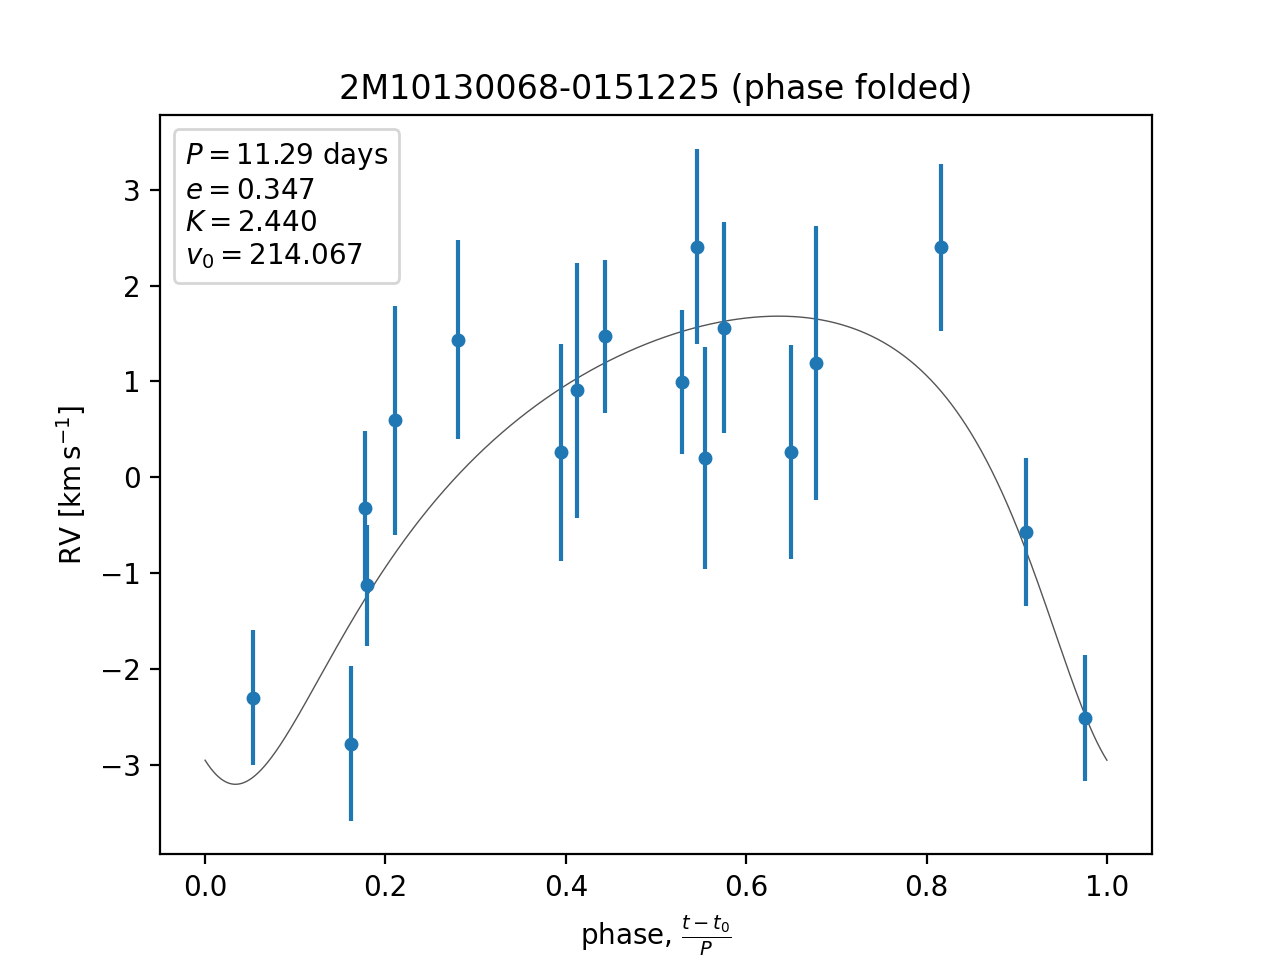 2M10130068-0151225 (phase folded)
P = 11.29 days
e = 0.347
K = 2.440
v₀ = 214.067
3
2
1
0
−1
−2
−3
RV [km s⁻¹]
0.0 0.2 0.4 0.6 0.8 1.0
phase, (t − t₀)/P